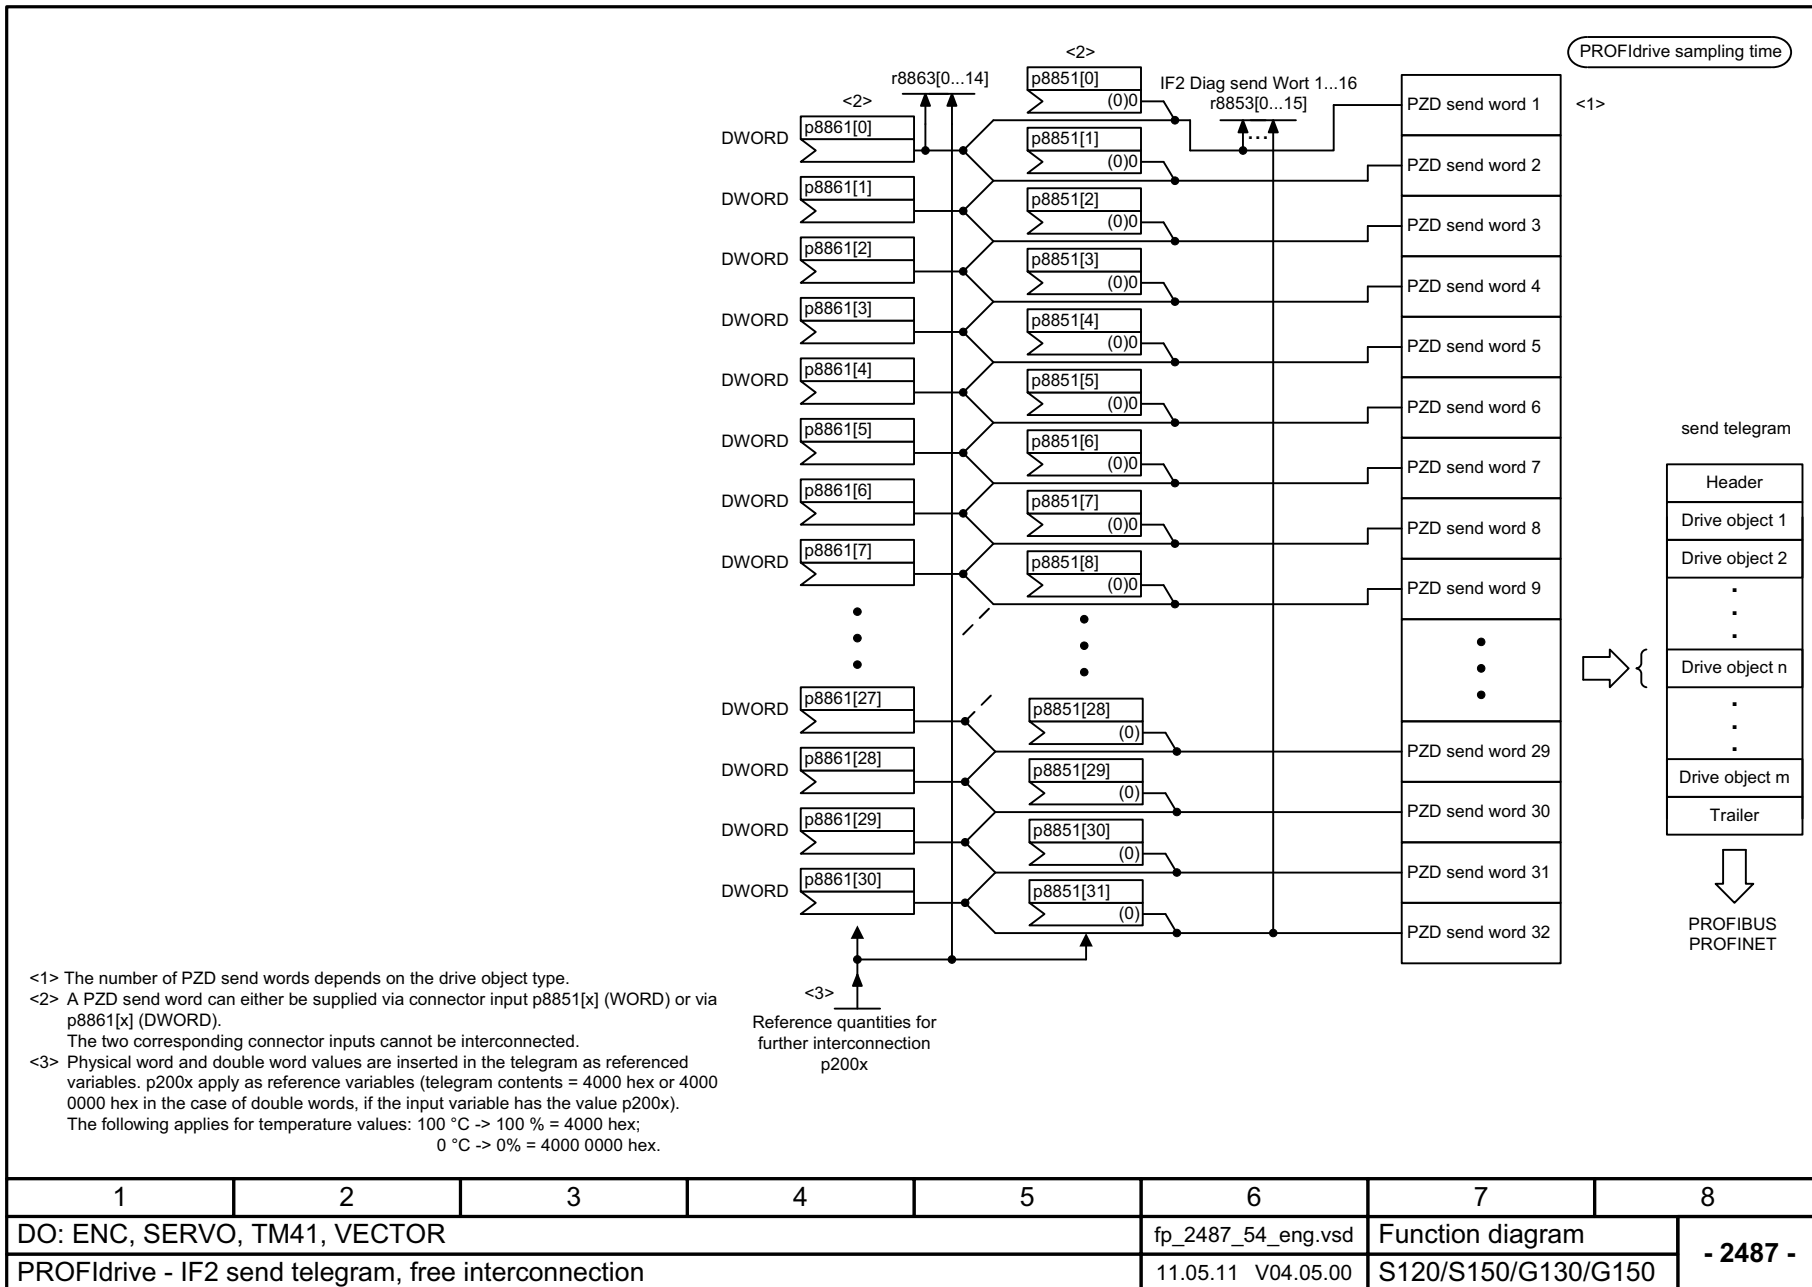 PROFIdrive sampling time
<2>
r8863[0...14]
p8851[0]
(0)0
IF2 Diag send Wort 1...16
r8853[0...15]
...
<2>
DWORD
p8861[0]
p8851[1]
(0)0
DWORD
p8861[1]
p8851[2]
(0)0
DWORD
p8861[2]
p8851[3]
(0)0
DWORD
p8861[3]
p8851[4]
(0)0
DWORD
p8861[4]
p8851[5]
(0)0
DWORD
p8861[5]
p8851[6]
(0)0
DWORD
p8861[6]
p8851[7]
(0)0
DWORD
p8861[7]
p8851[8]
(0)0
DWORD
p8861[27]
p8851[28]
(0)
DWORD
p8861[28]
p8851[29]
(0)
DWORD
p8861[29]
p8851[30]
(0)
DWORD
p8861[30]
p8851[31]
(0)
PZD send word 1
<1>
PZD send word 2
PZD send word 3
PZD send word 4
PZD send word 5
PZD send word 6
PZD send word 7
PZD send word 8
PZD send word 9
PZD send word 29
PZD send word 30
PZD send word 31
PZD send word 32
send telegram
Header
Drive object 1
Drive object 2
Drive object n
Drive object m
Trailer
PROFIBUS
PROFINET
<3>
Reference quantities for
further interconnection
p200x
<1> The number of PZD send words depends on the drive object type.
<2> A PZD send word can either be supplied via connector input p8851[x] (WORD) or via
p8861[x] (DWORD).
The two corresponding connector inputs cannot be interconnected.
<3> Physical word and double word values are inserted in the telegram as referenced
variables. p200x apply as reference variables (telegram contents = 4000 hex or 4000
0000 hex in the case of double words, if the input variable has the value p200x).
The following applies for temperature values: 100 °C -> 100 % = 4000 hex;
0 °C -> 0% = 4000 0000 hex.
1 2 3 4 5 6 7 8
DO: ENC, SERVO, TM41, VECTOR
fp_2487_54_eng.vsd
Function diagram
- 2487 -
PROFIdrive - IF2 send telegram, free interconnection
11.05.11 V04.05.00
S120/S150/G130/G150